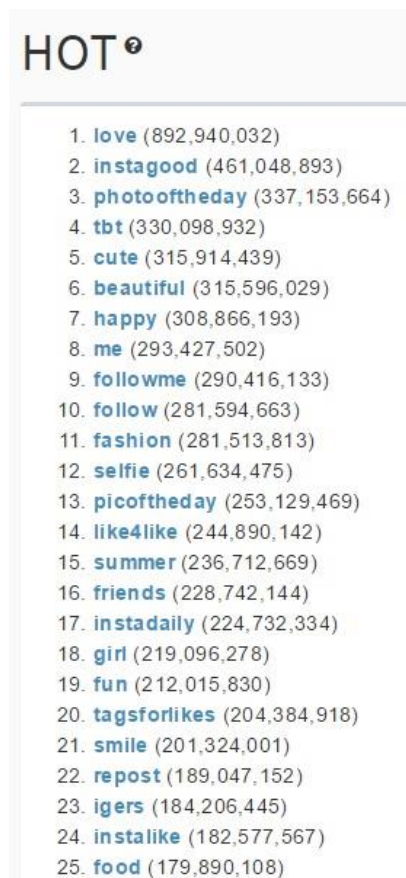 HOT
1. love (892,940,032)
2. instagood (461,048,893)
3. photooftheday (337,153,664)
4. tbt (330,098,932)
5. cute (315,914,439)
6. beautiful (315,596,029)
7. happy (308,866,193)
8. me (293,427,502)
9. followme (290,416,133)
10. follow (281,594,663)
11. fashion (281,513,813)
12. selfie (261,634,475)
13. picoftheday (253,129,469)
14. like4like (244,890,142)
15. summer (236,712,669)
16. friends (228,742,144)
17. instadaily (224,732,334)
18. girl (219,096,278)
19. fun (212,015,830)
20. tagsforlikes (204,384,918)
21. smile (201,324,001)
22. repost (189,047,152)
23. igers (184,206,445)
24. instalike (182,577,567)
25. food (179,890,108)